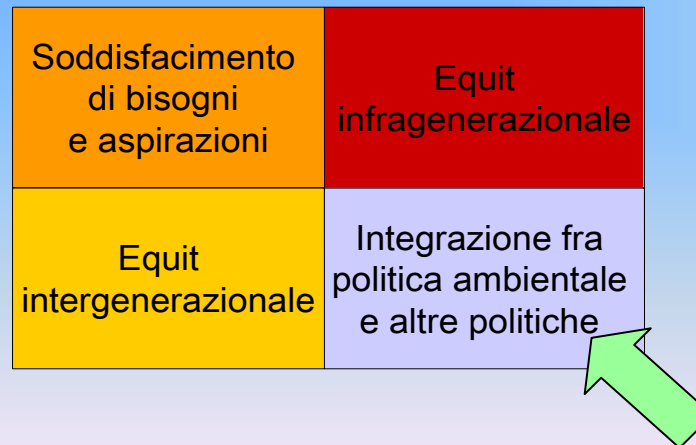 Soddisfacimento
di bisogni
e aspirazioni
Equit
infragenerazionale
Equit
intergenerazionale
Integrazione fra
politica ambientale
e altre politiche